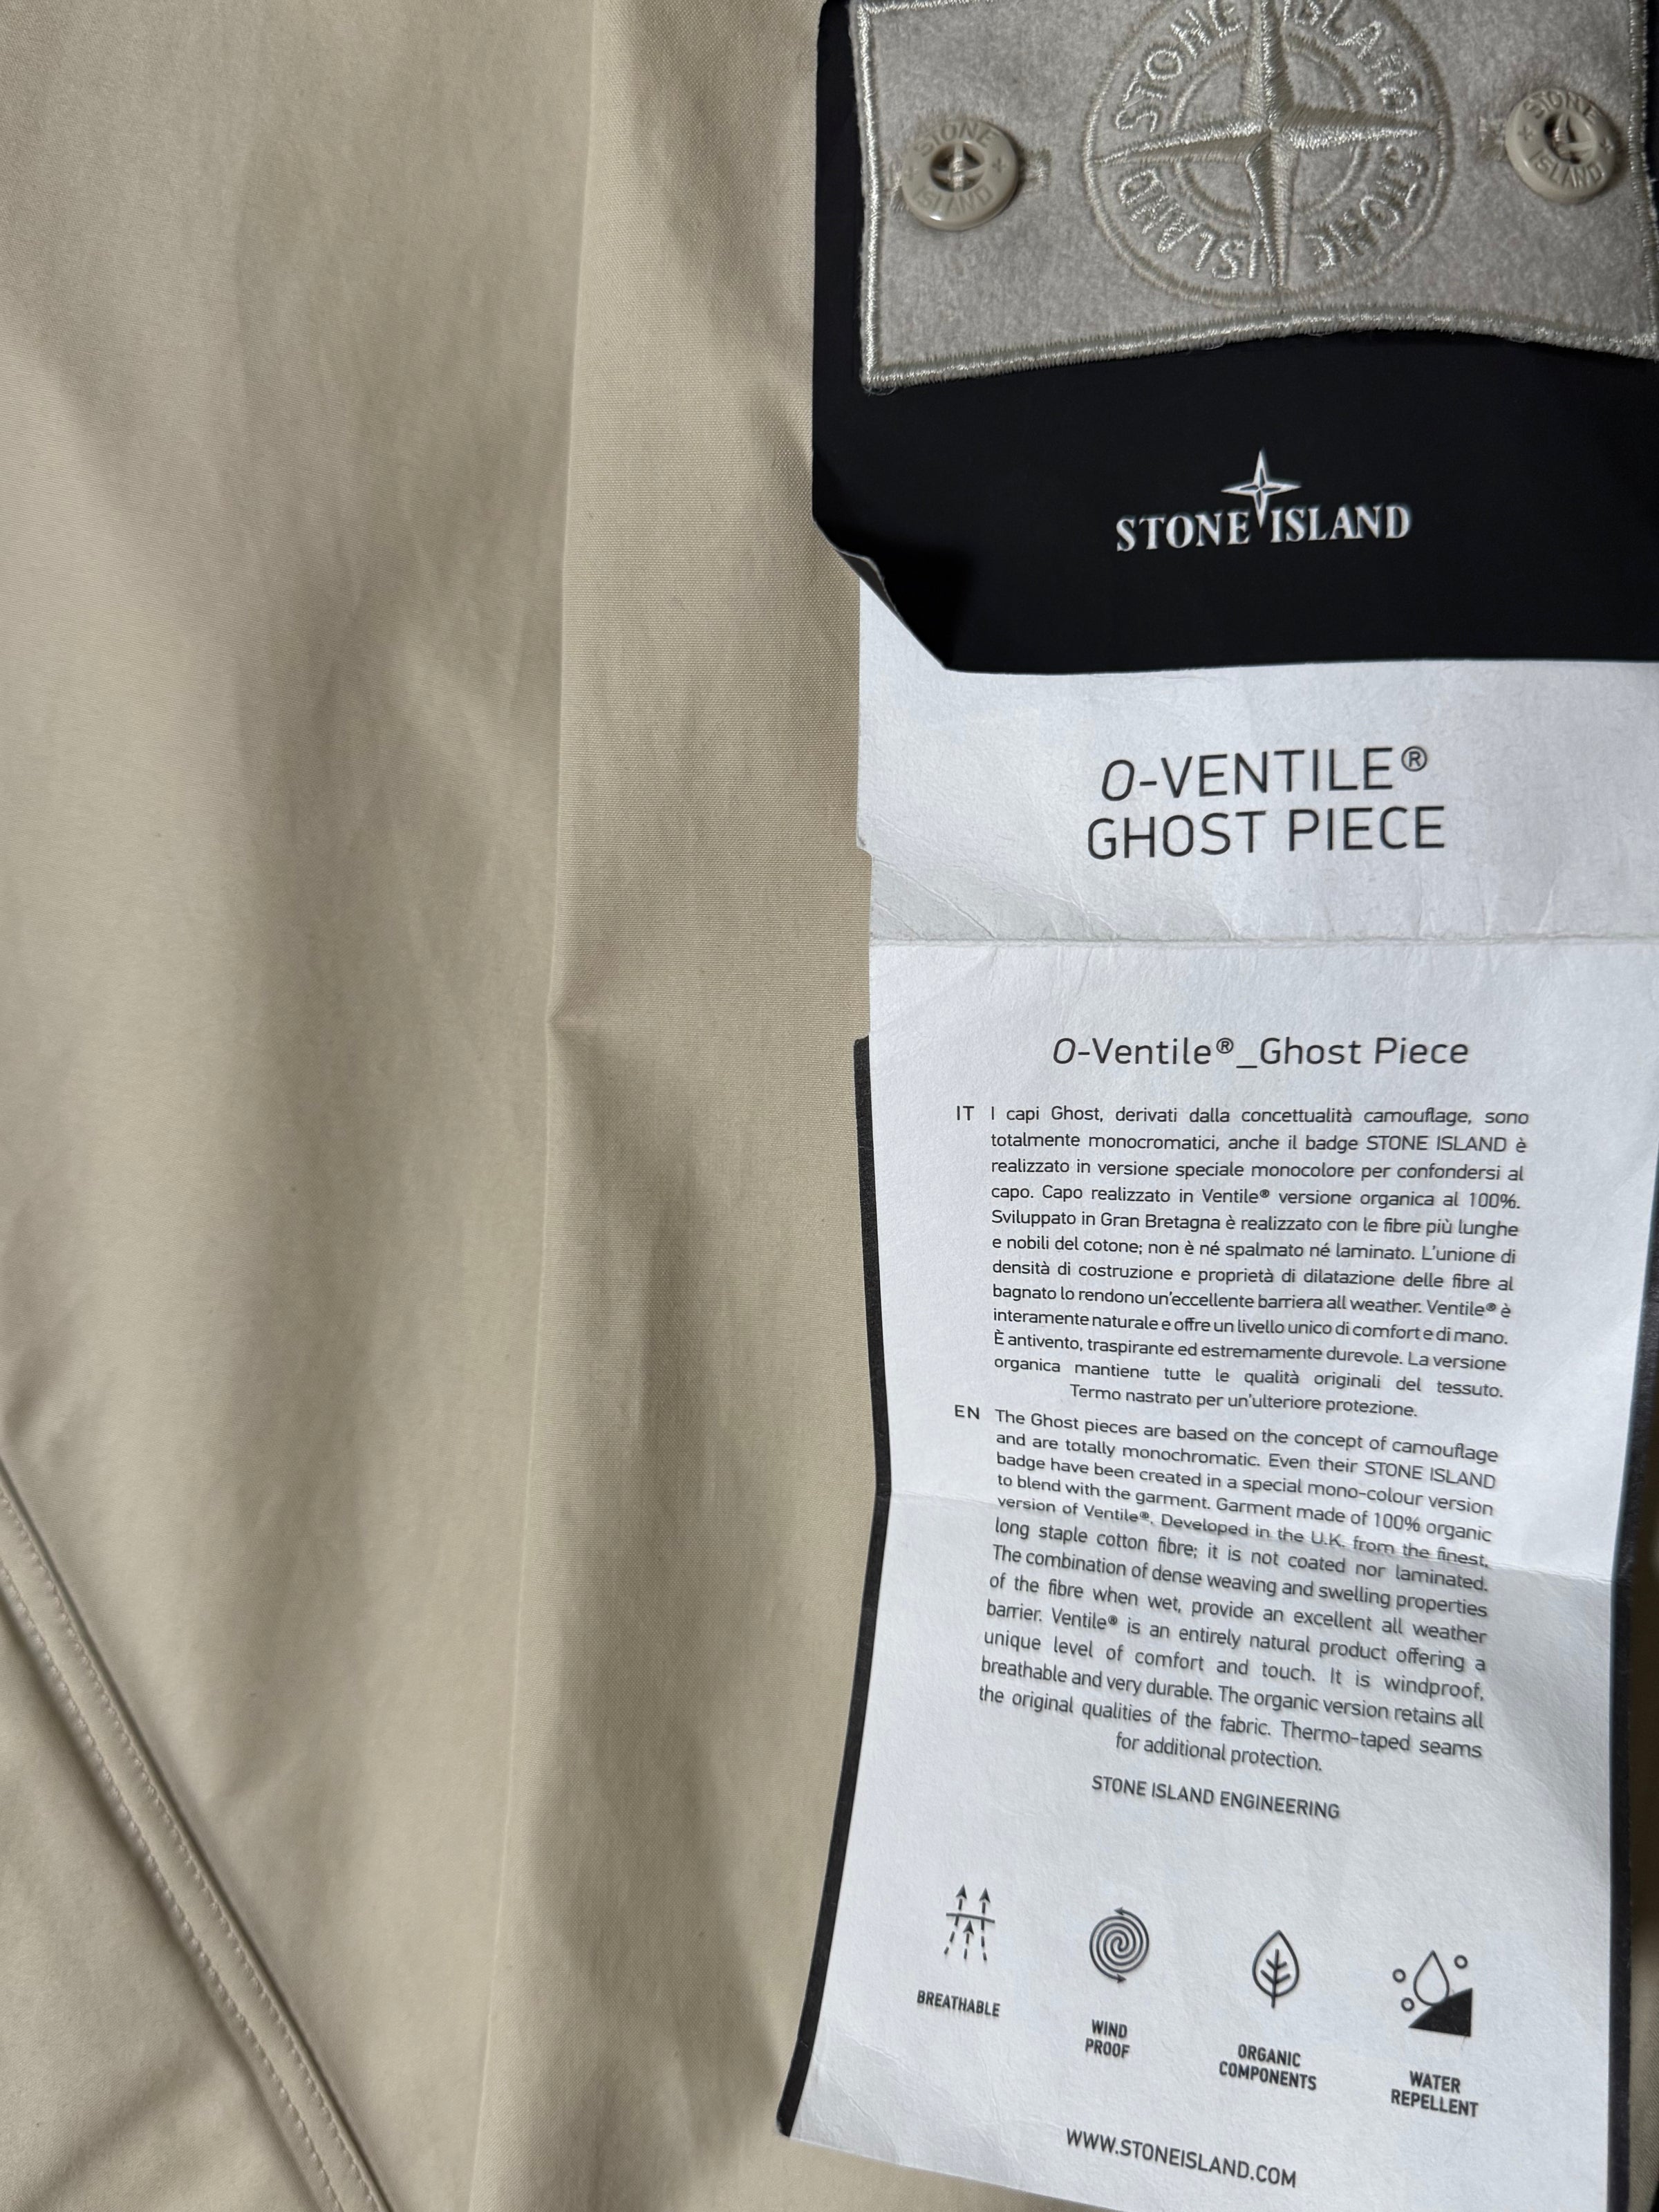 STONE ISLAND STONE ISLAND
STONE ISLAND
STONE ISLAND
STONE ISLAND
O-VENTILE®
GHOST PIECE
O-Ventile®_Ghost Piece
IT I capi Ghost, derivati dalla concettualità camouflage, sono
totalmente monocromatici, anche il badge STONE ISLAND è
realizzato in versione speciale monocolore per confondersi al
capo. Capo realizzato in Ventile® versione organica al 100%.
Sviluppato in Gran Bretagna è realizzato con le fibre più lunghe
e nobili del cotone; non è né spalmato né laminato. L'unione di
densità di costruzione e proprietà di dilatazione delle fibre al
bagnato lo rendono un'eccellente barriera all weather. Ventile® è
interamente naturale e offre un livello unico di comfort e di mano.
È antivento, traspirante ed estremamente durevole. La versione
organica mantiene tutte le qualità originali del tessuto.
Termo nastrato per un'ulteriore protezione.
EN The Ghost pieces are based on the concept of camouflage
and are totally monochromatic. Even their STONE ISLAND
badge have been created in a special mono-colour version
to blend with the garment. Garment made of 100% organic
version of Ventile®. Developed in the U.K. from the finest,
long staple cotton fibre; it is not coated nor laminated.
The combination of dense weaving and swelling properties
of the fibre when wet, provide an excellent all weather
barrier. Ventile® is an entirely natural product offering a
unique level of comfort and touch. It is windproof,
breathable and very durable. The organic version retains all
the original qualities of the fabric. Thermo-taped seams
for additional protection.
STONE ISLAND ENGINEERING
BREATHABLE
WIND
PROOF
ORGANIC
COMPONENTS
WATER
REPELLENT
WWW.STONEISLAND.COM